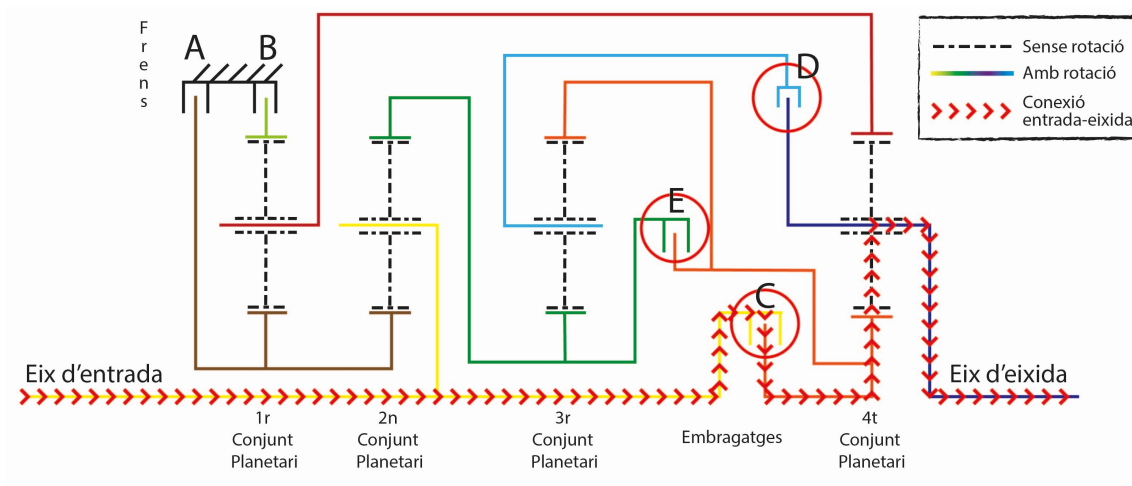 Frens
A
B
D
E
C
Sense rotació
Amb rotació
Conexió
entrada-eixida
Eix d'entrada
Eix d'eixida
1r
Conjunt
Planetari
2n
Conjunt
Planetari
3r
Conjunt
Planetari
Embragatges
4t
Conjunt
Planetari